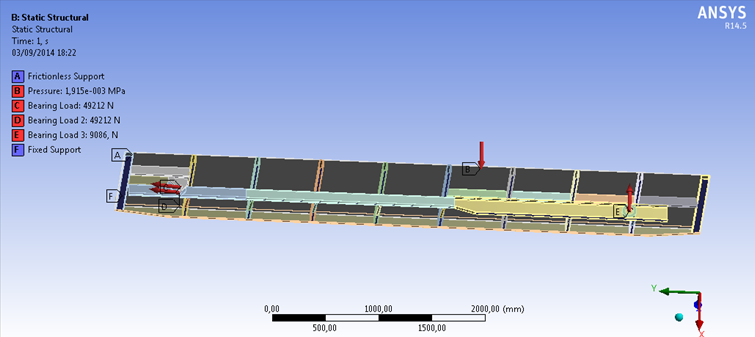 B: Static Structural
Static Structural
Time: 1, s
03/09/2014 18:22
A Frictionless Support
B Pressure: 1,915e-003 MPa
C Bearing Load: 49212 N
D Bearing Load 2: 49212 N
E Bearing Load 3: 9086, N
F Fixed Support
ANSYS
R14.5
A
B
F
D
E
0,00 1000,00 2000,00 (mm)
500,00 1500,00
Y
X